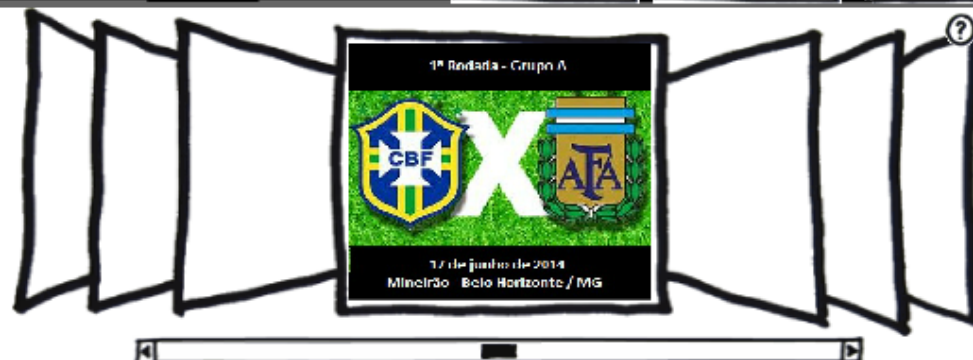 ?
1ª Rodada - Grupo A
CBF
X
AFA
17 de junho de 2014
Mineirão - Belo Horizonte / MG